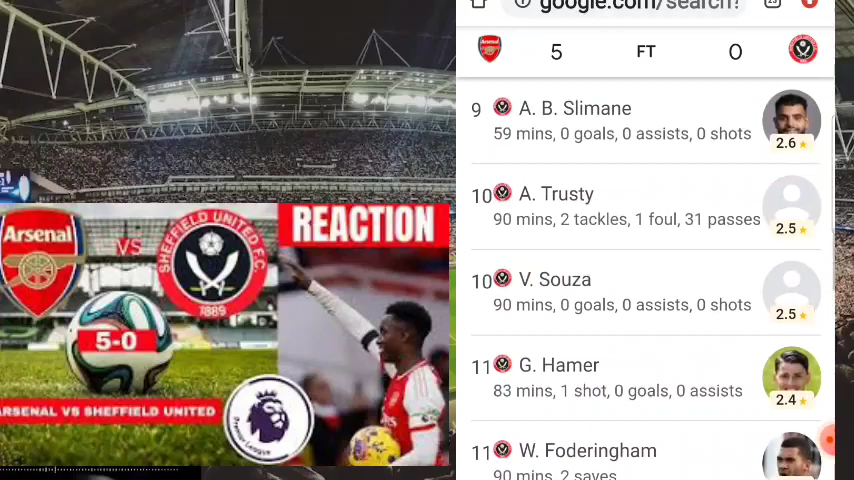 google.com/search?
5 FT 0
9 A. B. Slimane
59 mins, 0 goals, 0 assists, 0 shots
2.6
10 A. Trusty
90 mins, 2 tackles, 1 foul, 31 passes
2.5
10 V. Souza
90 mins, 0 goals, 0 assists, 0 shots
2.5
11 G. Hamer
83 mins, 1 shot, 0 goals, 0 assists
2.4
11 W. Foderingham
90 mins, 2 saves
Arsenal
VS
SHEFFIELD UNITED F.C.
1889
REACTION
5-0
ARSENAL VS SHEFFIELD UNITED
Premier League